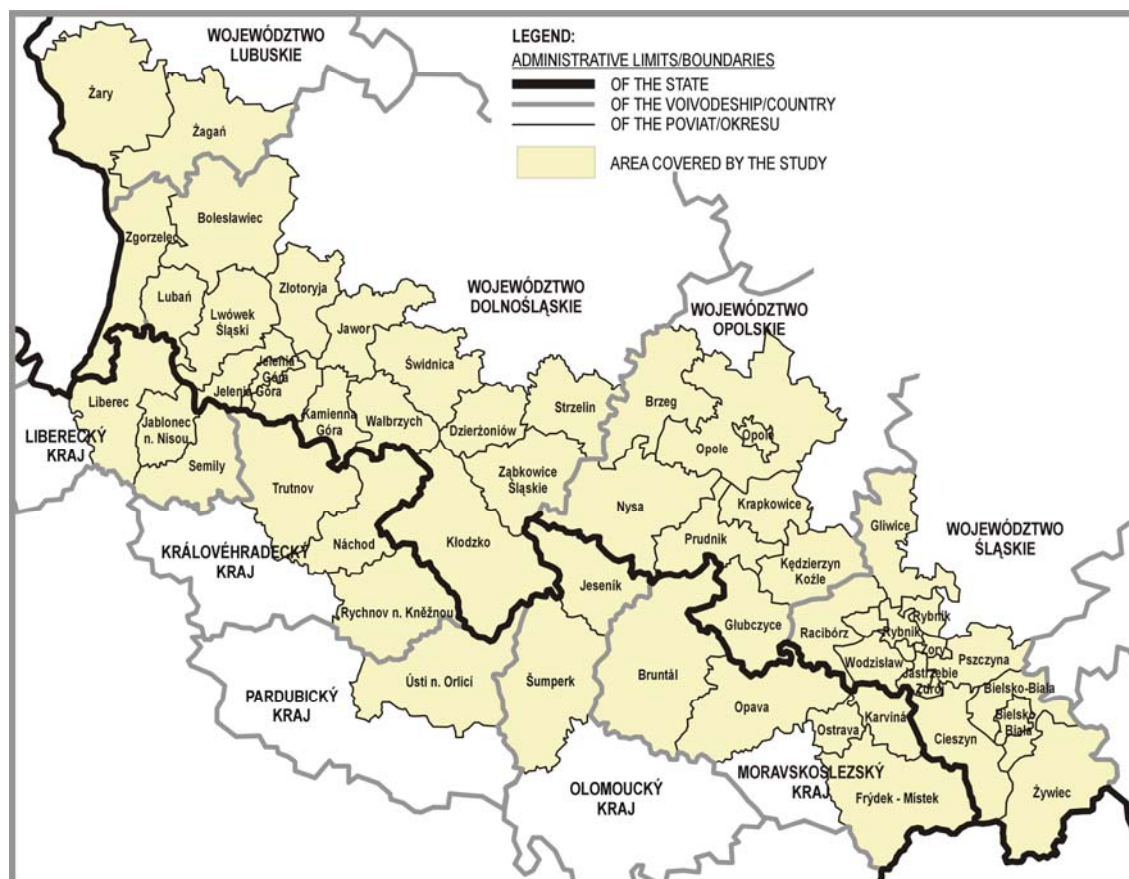 WOJEWÓDZTWO
LUBUSKIE
LEGEND:
ADMINISTRATIVE LIMITS/BOUNDARIES
OF THE STATE
OF THE VOIVODESHIP/COUNTRY
OF THE POVIAT/OKRESU
AREA COVERED BY THE STUDY
Żary
Żagań
Bolesławiec
Zgorzelec
Lubań
Lwówek
Śląski
Złotoryja
WOJEWÓDZTWO
DOLNOŚLĄSKIE
WOJEWÓDZTWO
OPOLSKIE
Jawor
Świdnica
Jelenia
Góra
Jelenia Góra
Kamienna
Góra
Wałbrzych
Dzierżoniów
Strzelin
Brzeg
Opole
Opole
Liberec
Jablonec
n. Nisou
LIBERECKÝ
KRAJ
Semily
Trutnov
Ząbkowice
Śląskie
Nysa
Krapkowice
Gliwice
WOJEWÓDZTWO
ŚLĄSKIE
KRÁLOVÉHRADECKÝ
KRAJ
Náchod
Kłodzko
Prudnik
Kędzierzyn
Koźle
Jeseník
Rychnov n. Kněžnou
Głubczyce
Racibórz
Rybnik
Rybnik
Żory
Pszczyna
Wodzisław
Jastrzębie
Zdrój
PARDUBICKÝ
KRAJ
Ústi n. Orlicí
Šumperk
Bruntál
Opava
Bielsko-Biała
Bielsko
Biała
Karviná
Ostrava
Cieszyn
OLOMOUCKÝ
KRAJ
MORAVSKOSLEZSKÝ
KRAJ
Frýdek - Místek
Żywiec